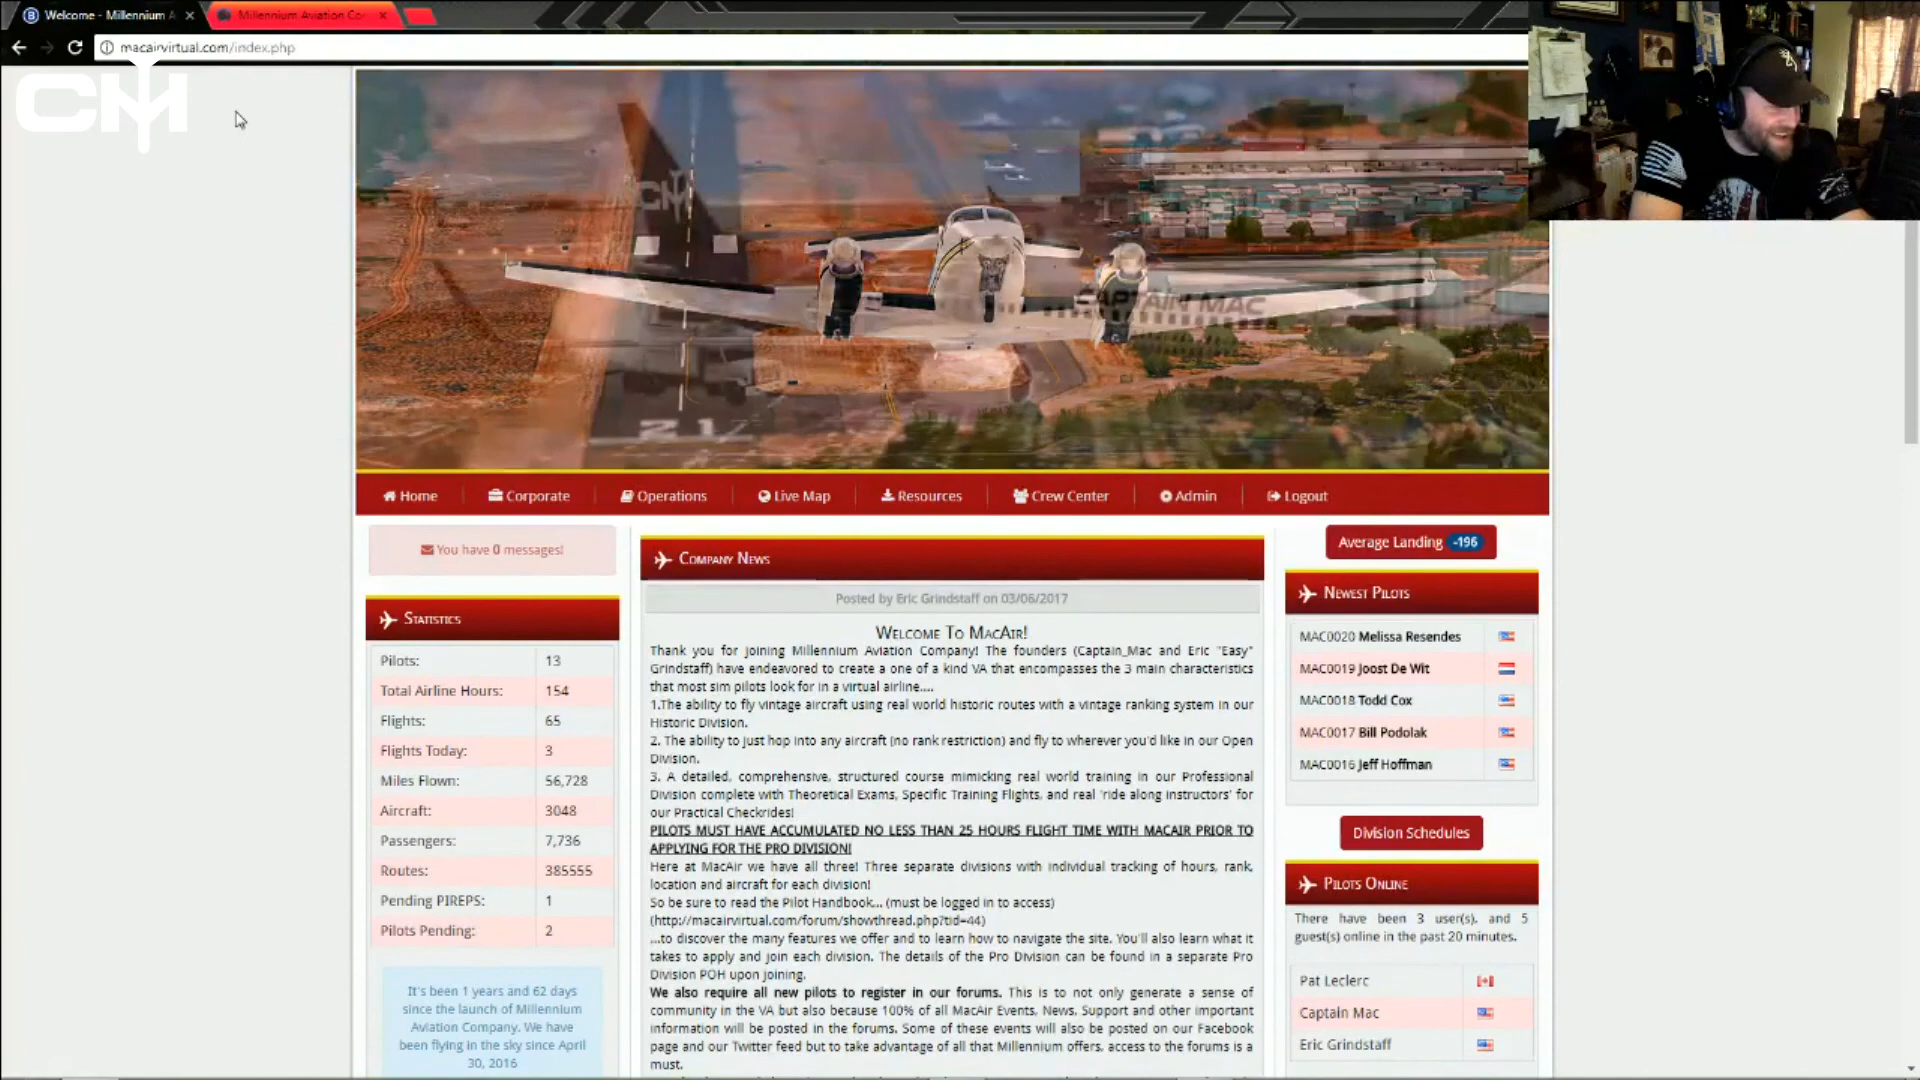 Welcome - Millennium A
Millennium Aviation Co
macairvirtual.com/index.php
CM
CM
CAPTAIN MAC
21
Home
Corporate
Operations
Live Map
Resources
Crew Center
Admin
Logout
You have 0 messages!
Statistics
Pilots: 13
Total Airline Hours: 154
Flights: 65
Flights Today: 3
Miles Flown: 56,728
Aircraft: 3048
Passengers: 7,736
Routes: 385555
Pending PIREPS: 1
Pilots Pending: 2
It's been 1 years and 62 days
since the launch of Millennium
Aviation Company. We have
been flying in the sky since April
30, 2016
Company News
Posted by Eric Grindstaff on 03/06/2017
Welcome To MacAir!
Thank you for joining Millennium Aviation Company! The founders (Captain_Mac and Eric "Easy"
Grindstaff) have endeavored to create a one of a kind VA that encompasses the 3 main characteristics
that most sim pilots look for in a virtual airline....
1.The ability to fly vintage aircraft using real world historic routes with a vintage ranking system in our
Historic Division.
2. The ability to just hop into any aircraft (no rank restriction) and fly to wherever you'd like in our Open
Division.
3. A detailed, comprehensive, structured course mimicking real world training in our Professional
Division complete with Theoretical Exams, Specific Training Flights, and real 'ride along instructors' for
our Practical Checkrides!
PILOTS MUST HAVE ACCUMULATED NO LESS THAN 25 HOURS FLIGHT TIME WITH MACAIR PRIOR TO
APPLYING FOR THE PRO DIVISION!
Here at MacAir we have all three! Three separate divisions with individual tracking of hours, rank,
location and aircraft for each division!
So be sure to read the Pilot Handbook... (must be logged in to access)
(http://macairvirtual.com/forum/showthread.php?tid=44)
...to discover the many features we offer and to learn how to navigate the site. You'll also learn what it
takes to apply and join each division. The details of the Pro Division can be found in a separate Pro
Division POH upon joining.
We also require all new pilots to register in our forums. This is to not only generate a sense of
community in the VA but also because 100% of all MacAir Events, News, Support and other important
information will be posted in the forums. Some of these events will also be posted on our Facebook
page and our Twitter feed but to take advantage of all that Millennium offers, access to the forums is a
must.
Average Landing -196
Newest Pilots
MAC0020 Melissa Resendes
MAC0019 Joost De Wit
MAC0018 Todd Cox
MAC0017 Bill Podolak
MAC0016 Jeff Hoffman
Division Schedules
Pilots Online
There have been 3 user(s), and 5
guest(s) online in the past 20 minutes.
Pat Leclerc
Captain Mac
Eric Grindstaff